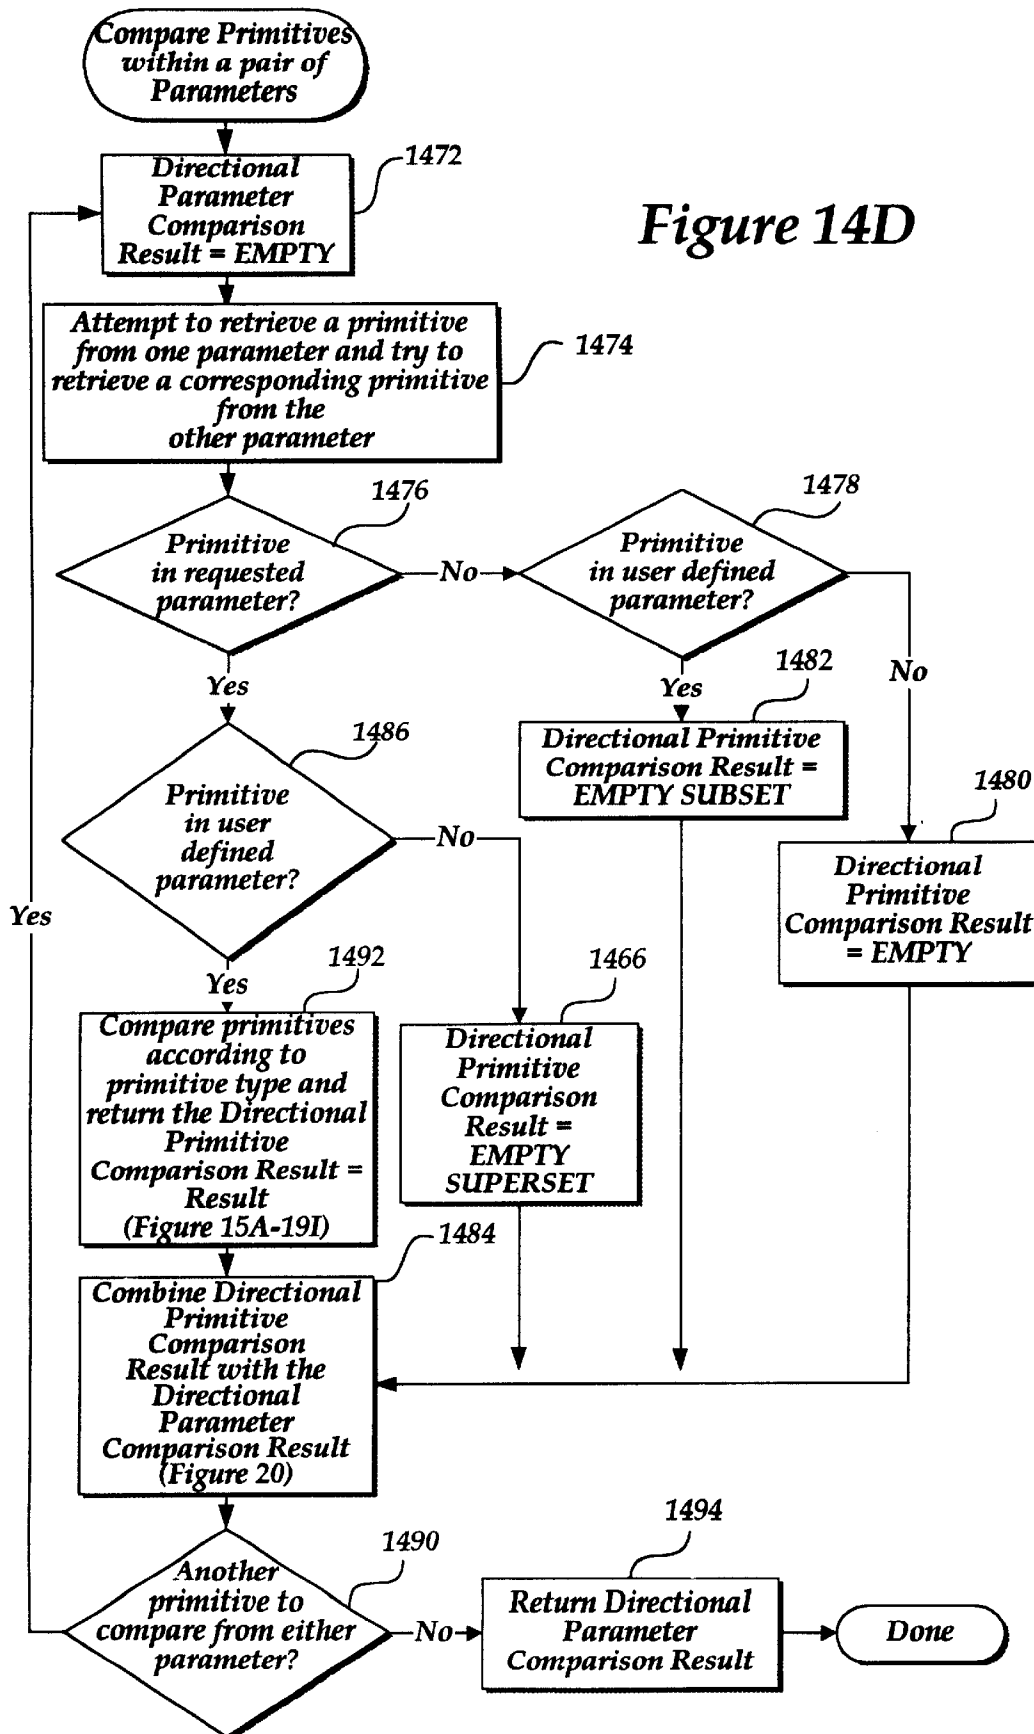 Compare Primitives
within a pair of
Parameters
1472
Directional
Parameter
Comparison
Result = EMPTY
Figure 14D
Attempt to retrieve a primitive
from one parameter and try to
retrieve a corresponding primitive
from the
other parameter
1474
1476
Primitive
in requested
parameter?
No
1478
Primitive
in user defined
parameter?
No
Yes
Yes
1482
Directional Primitive
Comparison Result =
EMPTY SUBSET
1480
Directional
Primitive
Comparison Result
= EMPTY
1486
Primitive
in user
defined
parameter?
No
Yes
Yes
1492
Compare primitives
according to
primitive type and
return the Directional
Primitive
Comparison Result =
Result
(Figure 15A-19I)
1466
Directional
Primitive
Comparison
Result =
EMPTY
SUPERSET
1484
Combine Directional
Primitive
Comparison
Result with the
Directional
Parameter
Comparison Result
(Figure 20)
1490
Another
primitive to
compare from either
parameter?
No
1494
Return Directional
Parameter
Comparison Result
Done